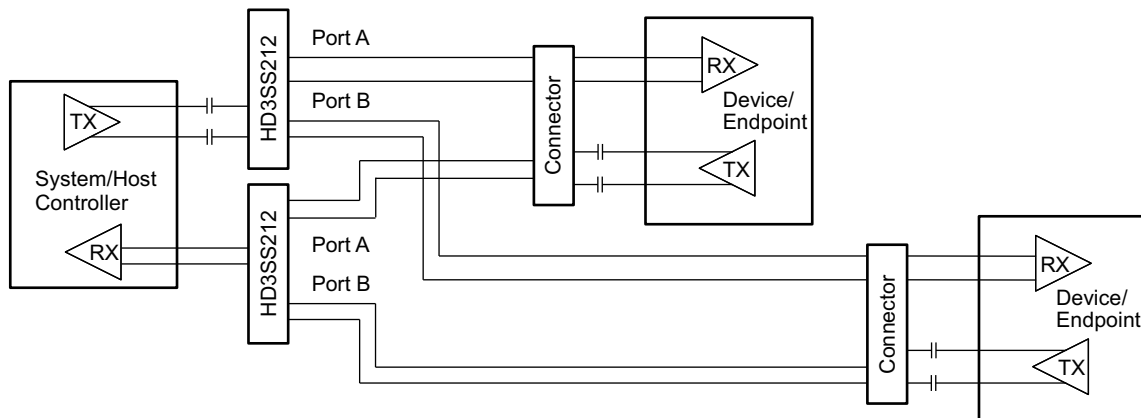 TX
System/Host
Controller
RX
HD3SS212
Port A
Port B
HD3SS212
Port A
Port B
Connector
RX
Device/
Endpoint
TX
Connector
RX
Device/
Endpoint
TX